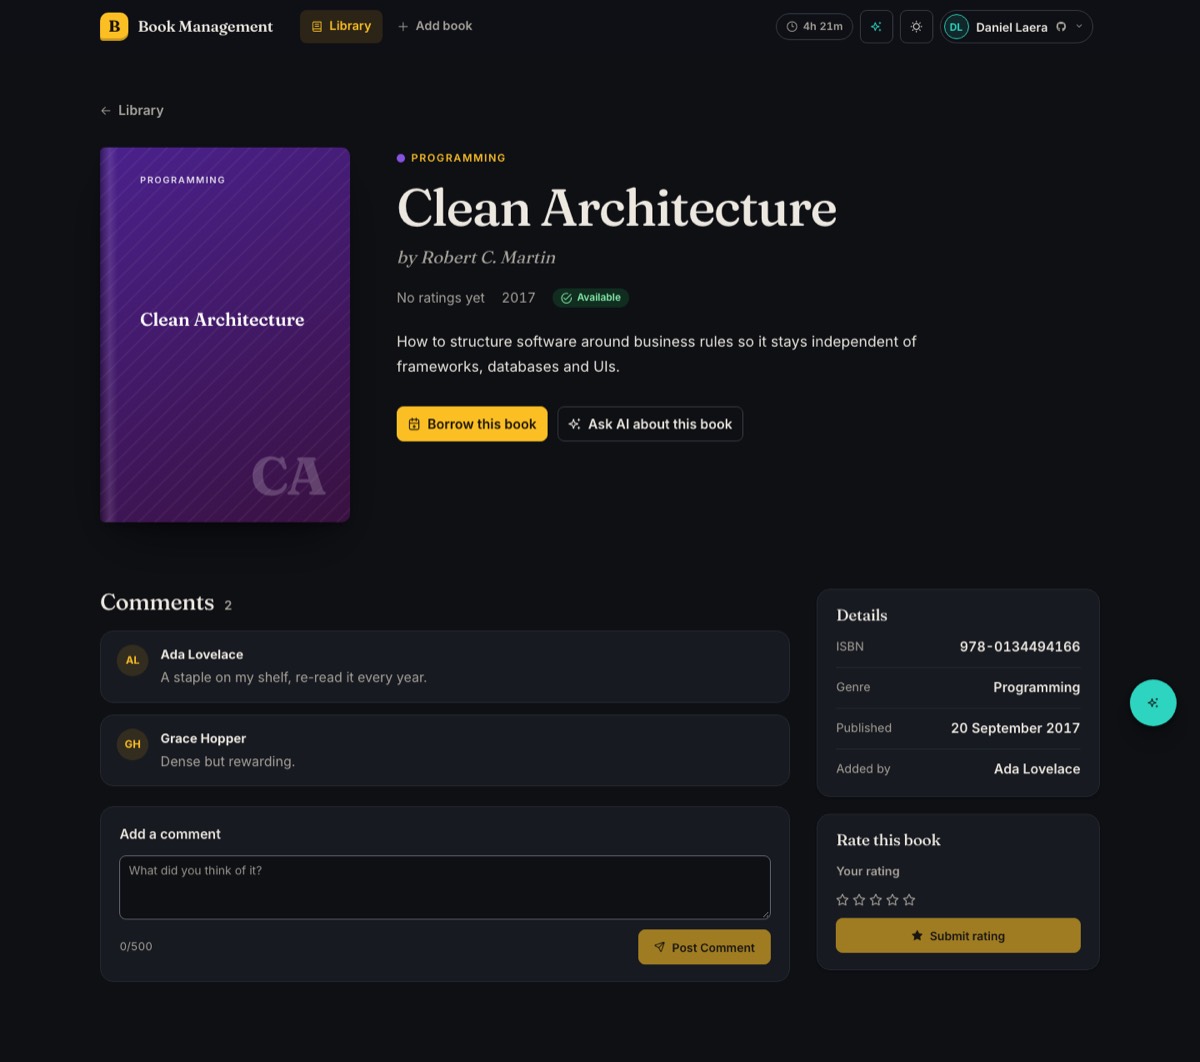 B Book Management Library + Add book 4h 21m DL Daniel Laera
← Library
PROGRAMMING
Clean Architecture
CA
PROGRAMMING
Clean Architecture
by Robert C. Martin
No ratings yet 2017 Available
How to structure software around business rules so it stays independent of
frameworks, databases and UIs.
Borrow this book Ask AI about this book
Comments 2
AL Ada Lovelace
A staple on my shelf, re-read it every year.
GH Grace Hopper
Dense but rewarding.
Add a comment
What did you think of it?
0/500 Post Comment
Details
ISBN 978-0134494166
Genre Programming
Published 20 September 2017
Added by Ada Lovelace
Rate this book
Your rating
Submit rating